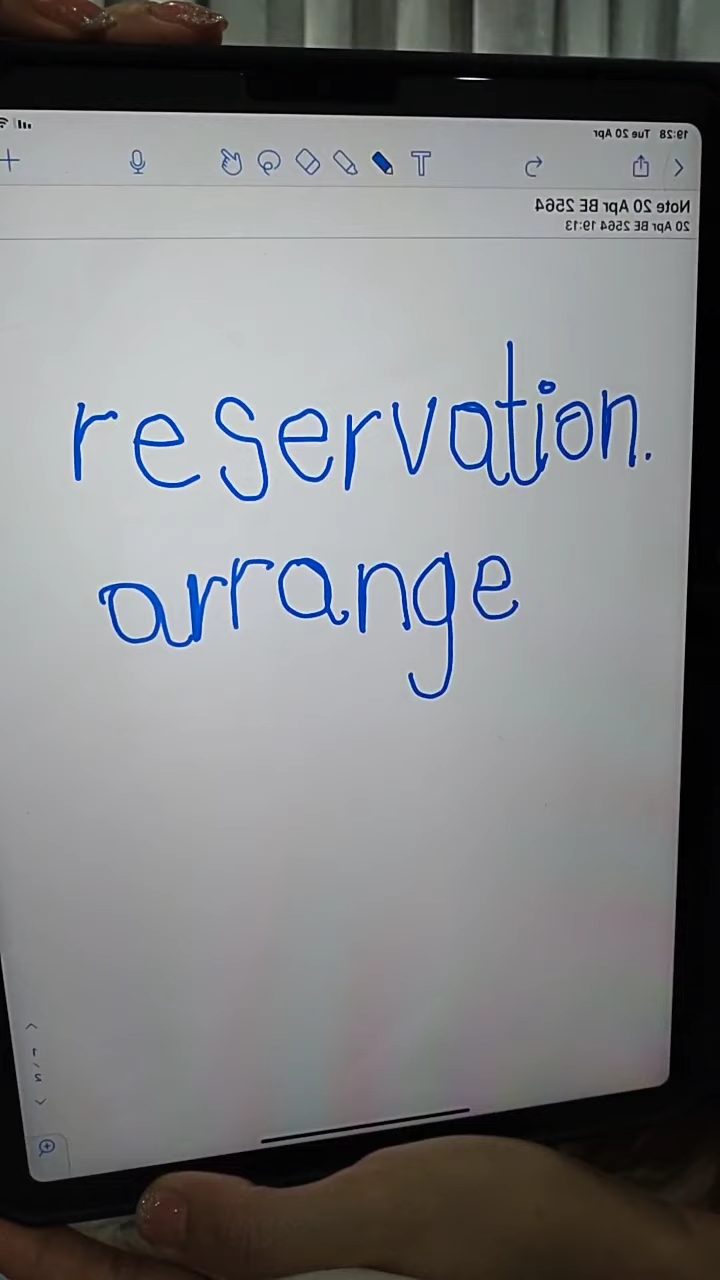 19:28 Tue 20 Apr
T
Note 20 Apr BE 2564
20 Apr BE 2564 19:13
reservation.
arrange